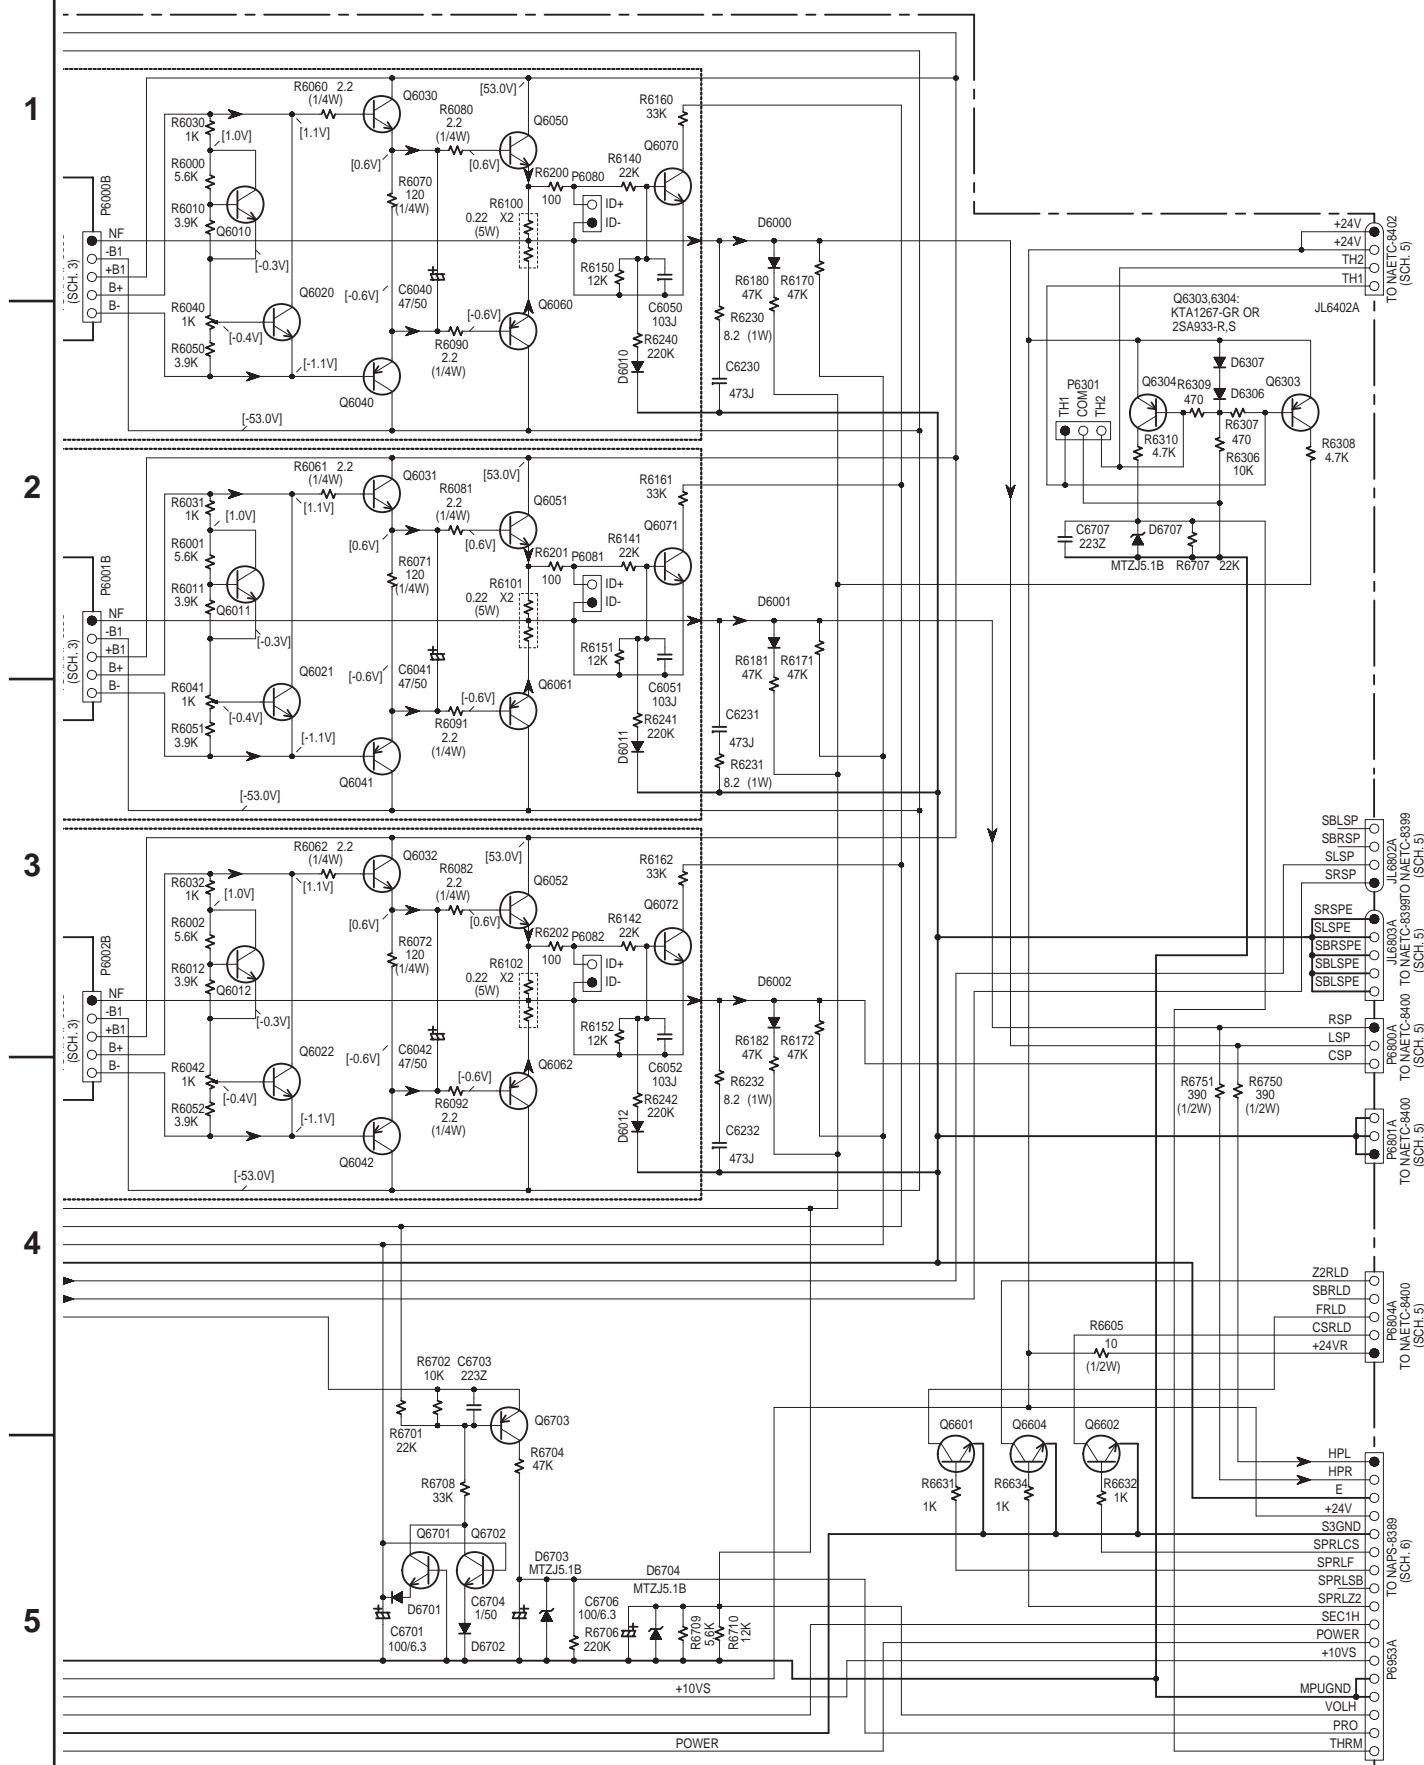 1
R6060 2.2
(1/4W)
Q6030
R6080
2.2
(1/4W)
[53.0V]
Q6050
R6160
33K
R6030
1K
[1.0V]
[1.1V]
[0.6V]
[0.6V]
Q6070
R6000
5.6K
R6070
120
(1/4W)
R6200
100
P6080
R6140
22K
P6000B
R6010
3.9K
Q6010
R6100
0.22 X2
(5W)
ID+
ID-
D6000
NF
-B1
+B1
B+
B-
(SCH. 3)
[-0.3V]
Q6020
[-0.6V]
C6040
47/50
Q6060
R6150
12K
C6050
103J
R6180
47K
R6170
47K
R6040
1K
[-0.4V]
[-0.6V]
R6230
8.2 (1W)
R6050
3.9K
[-1.1V]
R6090
2.2
(1/4W)
R6240
220K
D6010
C6230
473J
Q6040
[-53.0V]
+24V
+24V
TH2
TH1
TO NAETC-8402
(SCH. 5)
JL6402A
Q6303,6304:
KTA1267-GR OR
2SA933-R,S
D6307
P6301
TH1
COM
TH2
Q6304
R6309
470
D6306
Q6303
R6307
470
R6310
4.7K
R6306
10K
R6308
4.7K
C6707
223Z
D6707
MTZJ5.1B
R6707
22K
2
R6061 2.2
(1/4W)
Q6031
R6081
2.2
(1/4W)
[53.0V]
Q6051
R6161
33K
R6031
1K
[1.0V]
[1.1V]
[0.6V]
[0.6V]
Q6071
R6001
5.6K
R6071
120
(1/4W)
R6201
100
P6081
R6141
22K
P6001B
R6011
3.9K
Q6011
R6101
0.22 X2
(5W)
ID+
ID-
D6001
NF
-B1
+B1
B+
B-
(SCH. 3)
[-0.3V]
Q6021
[-0.6V]
C6041
47/50
Q6061
R6151
12K
C6051
103J
R6181
47K
R6171
47K
R6041
1K
[-0.4V]
[-0.6V]
R6051
3.9K
[-1.1V]
R6091
2.2
(1/4W)
R6241
220K
D6011
C6231
473J
R6231
8.2 (1W)
Q6041
[-53.0V]
3
R6062 2.2
(1/4W)
Q6032
R6082
2.2
(1/4W)
[53.0V]
Q6052
R6162
33K
R6032
1K
[1.0V]
[1.1V]
[0.6V]
[0.6V]
Q6072
R6002
5.6K
R6072
120
(1/4W)
R6202
100
P6082
R6142
22K
P6002B
R6012
3.9K
Q6012
R6102
0.22 X2
(5W)
ID+
ID-
D6002
NF
-B1
+B1
B+
B-
(SCH. 3)
[-0.3V]
Q6022
[-0.6V]
C6042
47/50
Q6062
R6152
12K
C6052
103J
R6182
47K
R6172
47K
R6042
1K
[-0.4V]
[-0.6V]
R6232
8.2 (1W)
R6052
3.9K
[-1.1V]
R6092
2.2
(1/4W)
R6242
220K
D6012
C6232
473J
Q6042
[-53.0V]
SBLSP
SBRSP
SLSP
SRSP
JL6802A
TO NAETC-8399
(SCH. 5)
SRSPE
SLSPE
SBRSPE
SBLSPE
SBLSPE
JL6803A
TO NAETC-8399
(SCH. 5)
RSP
LSP
CSP
P6800A
TO NAETC-8400
(SCH. 5)
R6751
390
(1/2W)
R6750
390
(1/2W)
P6801A
TO NAETC-8400
(SCH. 5)
4
Z2RLD
SBRLD
FRLD
CSRLD
+24VR
P6804A
TO NAETC-8400
(SCH. 5)
R6605
10
(1/2W)
R6702
10K
C6703
223Z
R6701
22K
Q6703
R6704
47K
Q6601
Q6604
Q6602
R6708
33K
R6631
1K
R6634
1K
R6632
1K
Q6701
Q6702
D6703
MTZJ5.1B
D6704
MTZJ5.1B
5
D6701
C6701
100/6.3
C6704
1/50
D6702
C6706
100/6.3
R6706
220K
R6709
5.6K
R6710
12K
HPL
HPR
E
+24V
S3GND
SPRLCS
SPRLF
SPRLSB
SPRLZ2
SEC1H
POWER
+10VS
MPUGND
VOLH
PRO
THRM
TO NAPS-8389
(SCH. 6)
P6953A
+10VS
POWER